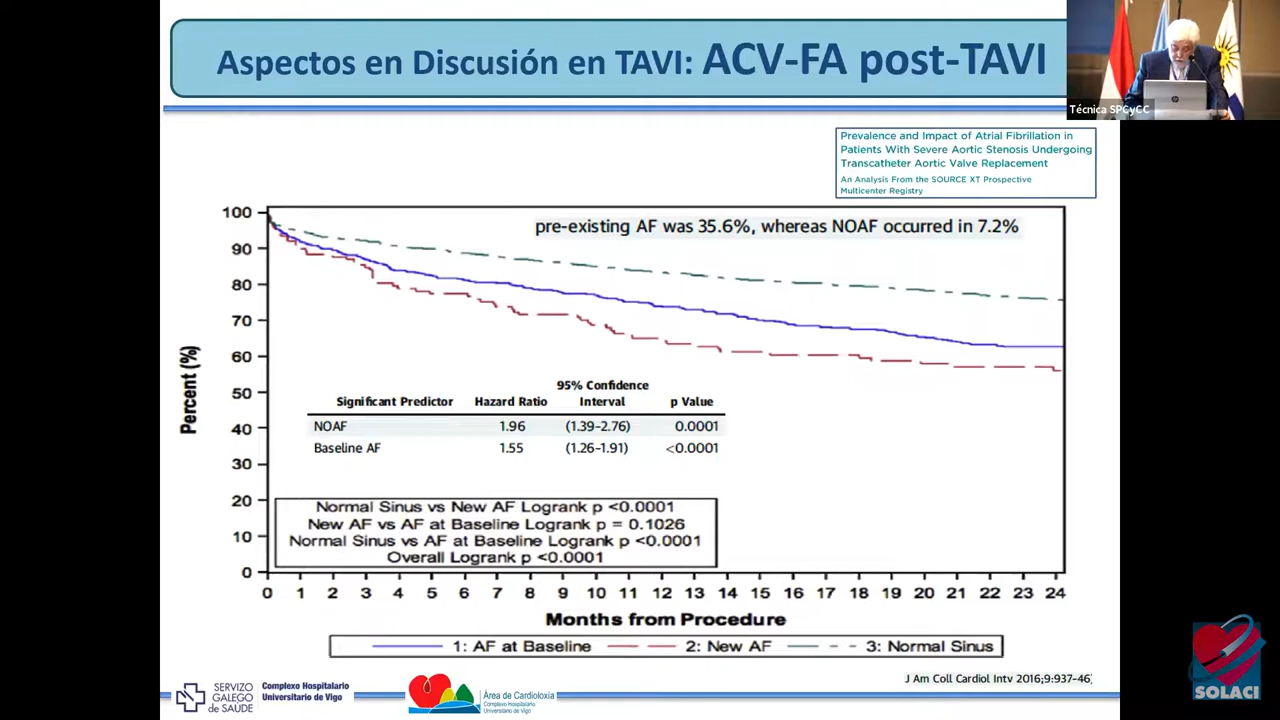 Aspectos en Discusión en TAVI: ACV-FA post-TAVI
Técnica SPCyCC
Prevalence and Impact of Atrial Fibrillation in
Patients With Severe Aortic Stenosis Undergoing
Transcatheter Aortic Valve Replacement
An Analysis From the SOURCE XT Prospective
Multicenter Registry
pre-existing AF was 35.6%, whereas NOAF occurred in 7.2%
Percent (%)
100
90
80
70
60
50
40
30
20
10
0
95% Confidence
Significant Predictor Hazard Ratio Interval p Value
NOAF 1.96 (1.39-2.76) 0.0001
Baseline AF 1.55 (1.26-1.91) <0.0001
Normal Sinus vs New AF Logrank p <0.0001
New AF vs AF at Baseline Logrank p = 0.1026
Normal Sinus vs AF at Baseline Logrank p <0.0001
Overall Logrank p <0.0001
0 1 2 3 4 5 6 7 8 9 10 11 12 13 14 15 16 17 18 19 20 21 22 23 24
Months from Procedure
1: AF at Baseline 2: New AF 3: Normal Sinus
J Am Coll Cardiol Intv 2016;9:937-46
SERVIZO
GALEGO
de SAÚDE
Complexo Hospitalario
Universitario de Vigo
Área de Cardioloxía
Complexo Hospitalario
Universitario de Vigo
SOLACI